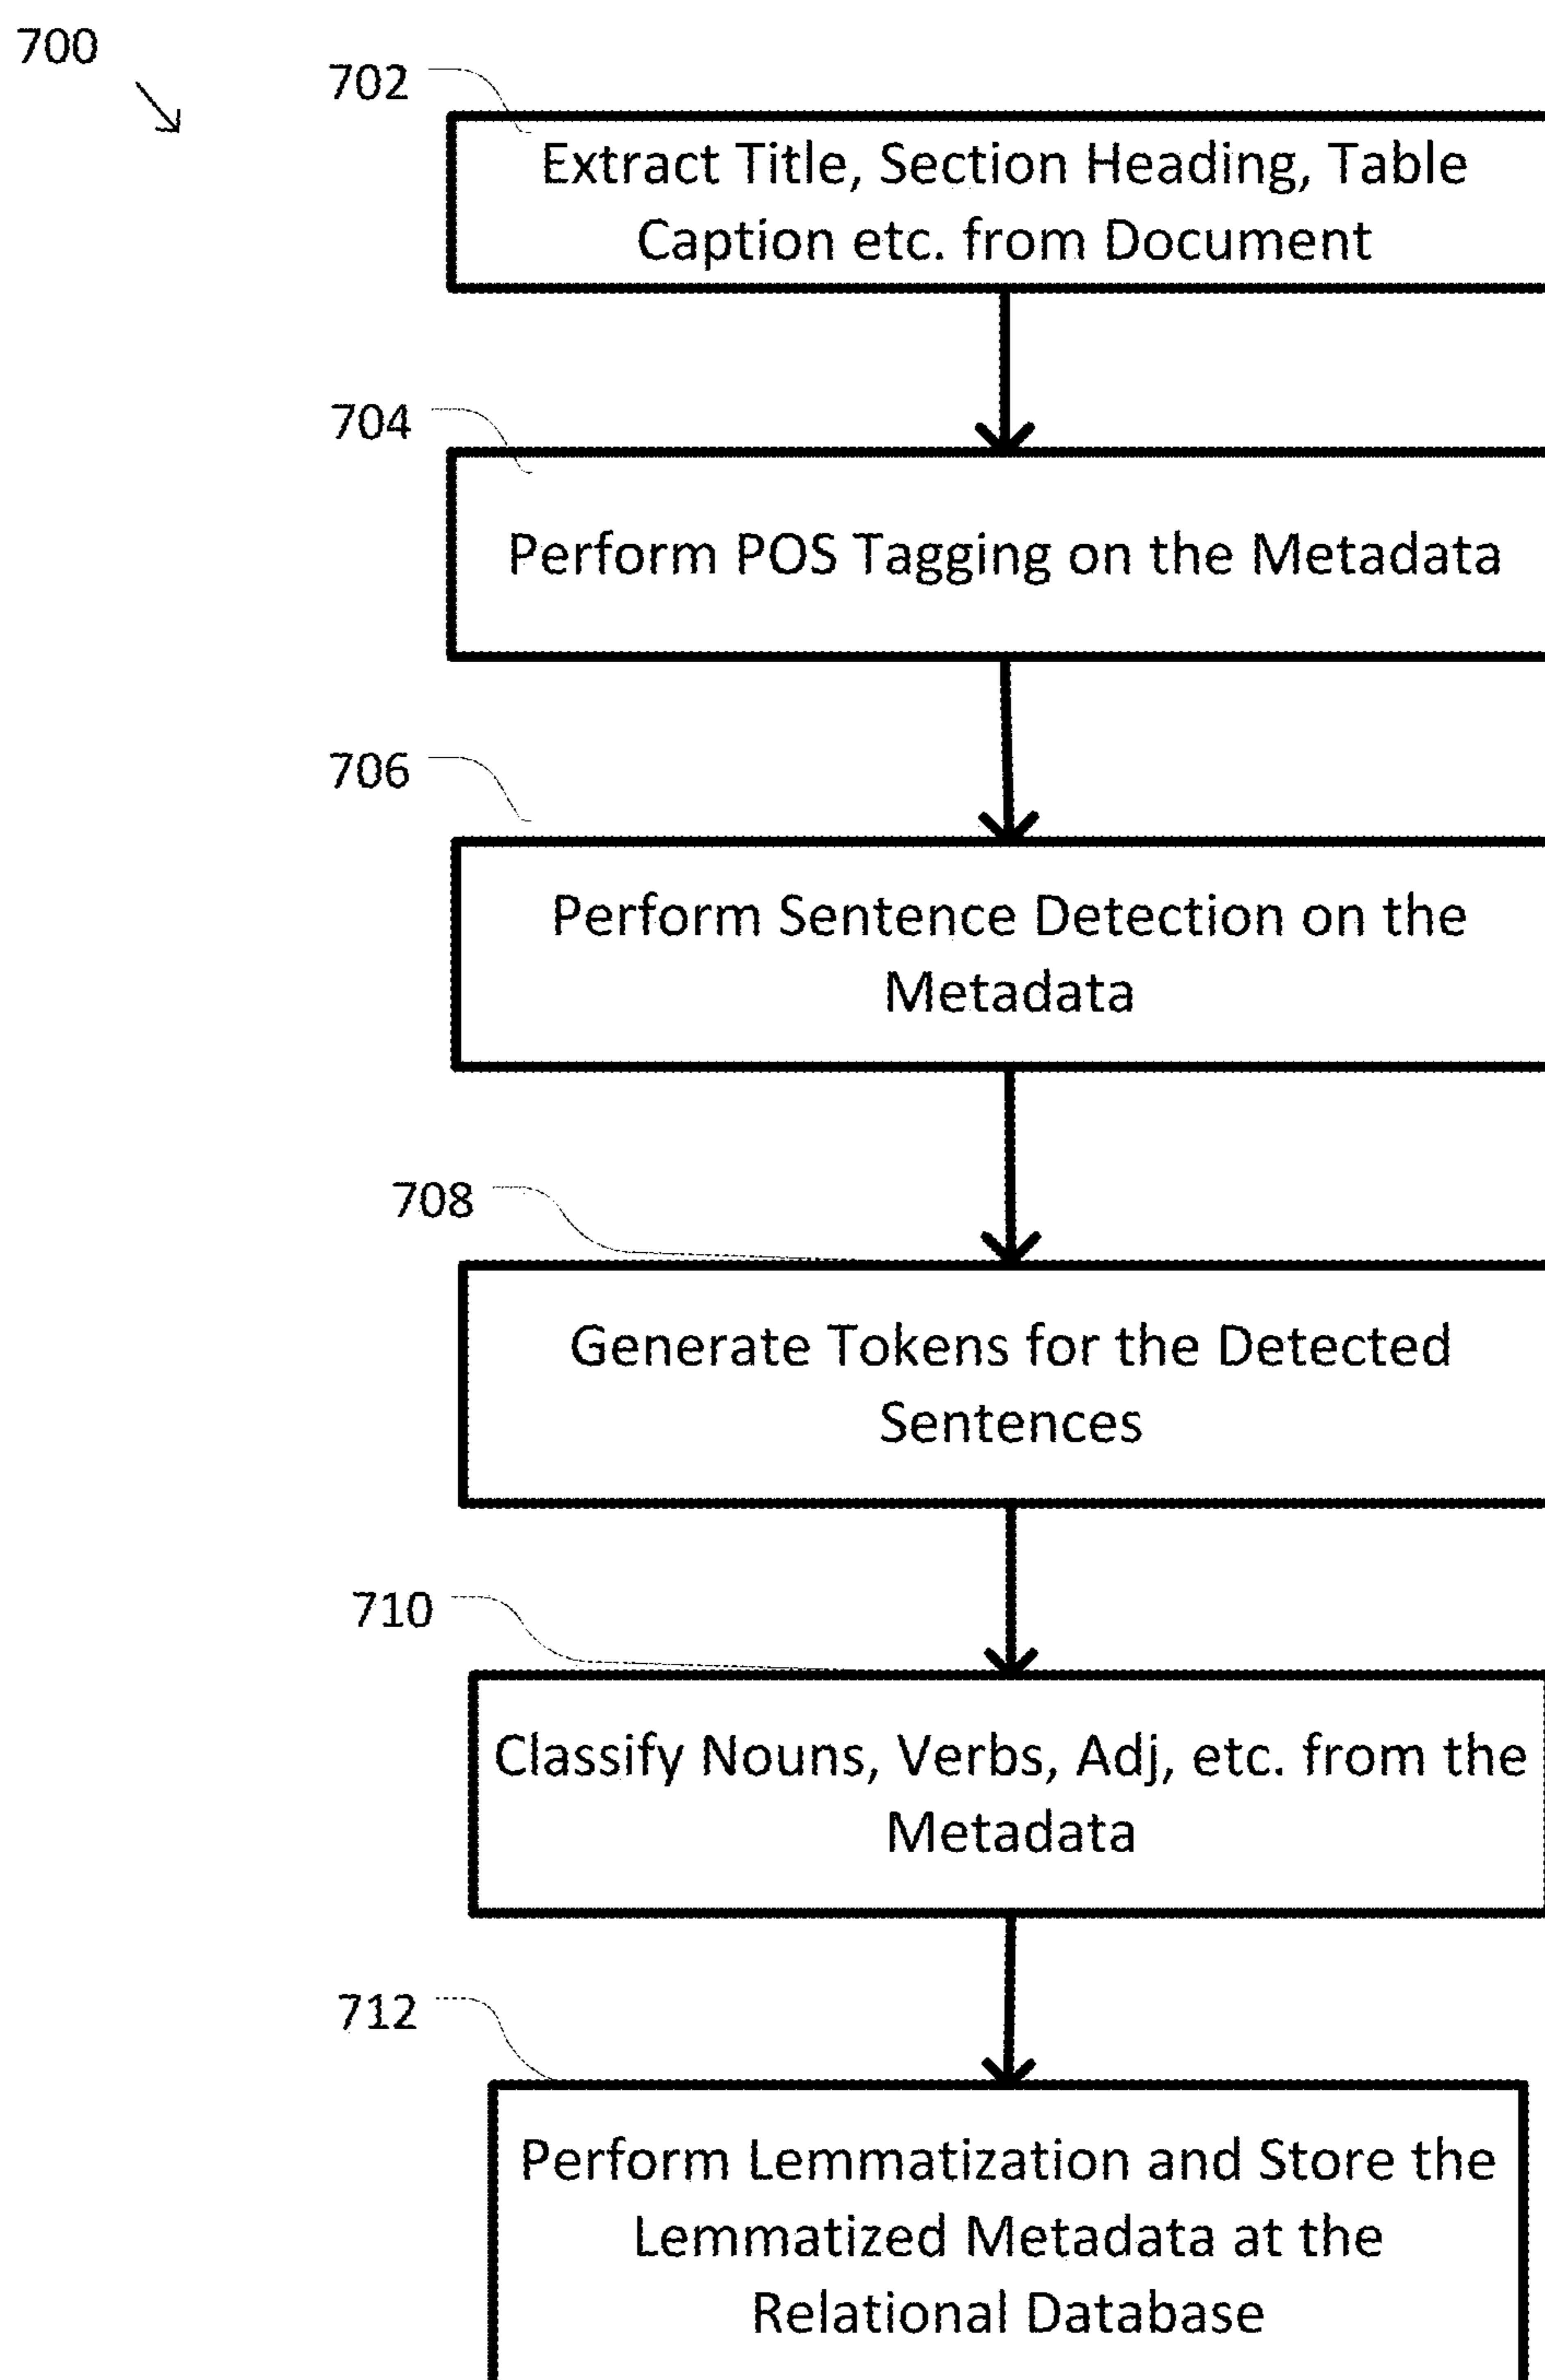 700
702
Extract Title, Section Heading, Table
Caption etc. from Document
704
Perform POS Tagging on the Metadata
706
Perform Sentence Detection on the
Metadata
708
Generate Tokens for the Detected
Sentences
710
Classify Nouns, Verbs, Adj, etc. from the
Metadata
712
Perform Lemmatization and Store the
Lemmatized Metadata at the
Relational Database